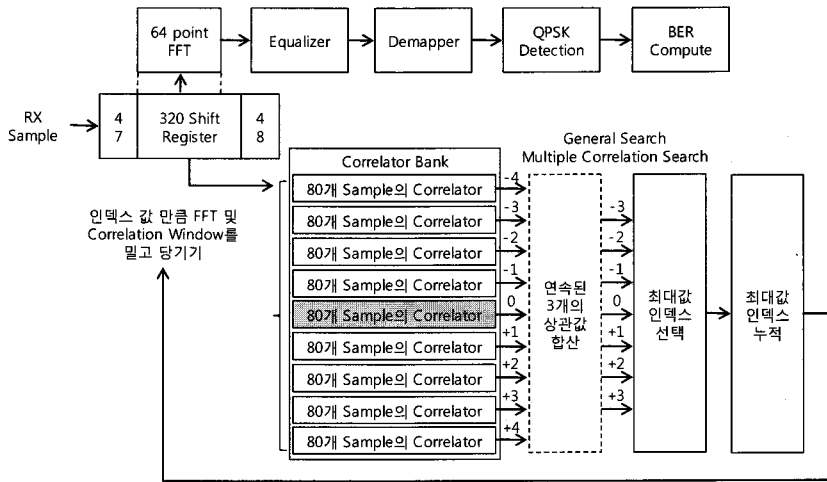 64 point
FFT
Equalizer
Demapper
QPSK
Detection
BER
Compute
RX
Sample
4
7
320 Shift
Register
4
8
General Search
Multiple Correlation Search
Correlator Bank
인덱스 값 만큼 FFT 및
Correlation Window를
밀고 당기기
80개 Sample의 Correlator
80개 Sample의 Correlator
80개 Sample의 Correlator
80개 Sample의 Correlator
80개 Sample의 Correlator
80개 Sample의 Correlator
80개 Sample의 Correlator
80개 Sample의 Correlator
80개 Sample의 Correlator
-4
-3
-2
-1
0
+1
+2
+3
+4
연속된
3개의
상관값
합산
-3
-2
-1
0
+1
+2
+3
최대값
인덱스
선택
최대값
인덱스
누적